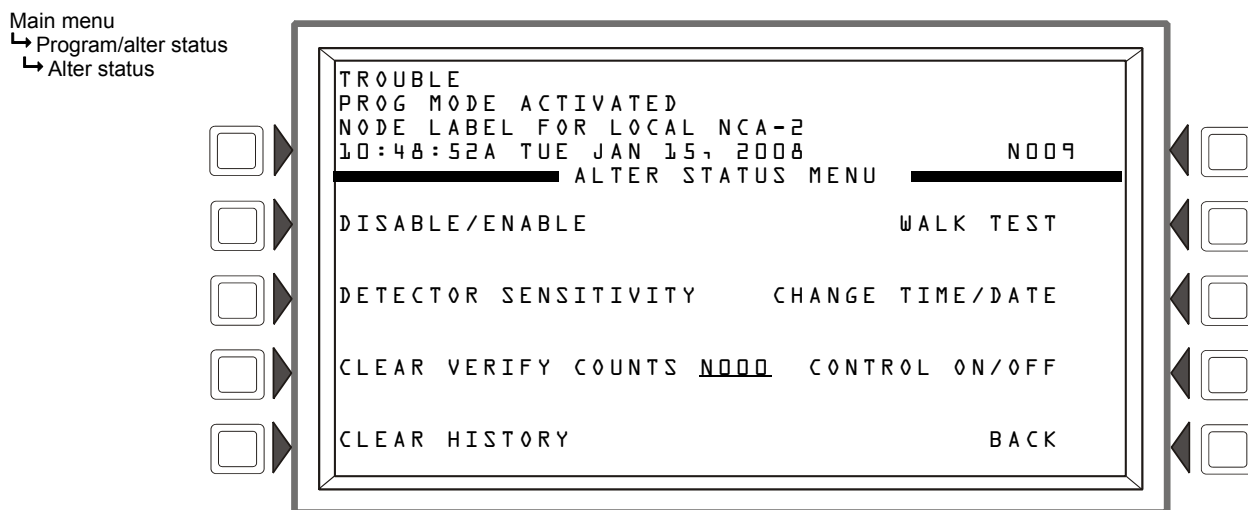 Main menu
Program/alter status
Alter status
TROUBLE
PROG MODE ACTIVATED
NODE LABEL FOR LOCAL NCA-2
10:48:52A TUE JAN 15, 2008 N009
ALTER STATUS MENU
DISABLE/ENABLE WALK TEST
DETECTOR SENSITIVITY CHANGE TIME/DATE
CLEAR VERIFY COUNTS N000 CONTROL ON/OFF
CLEAR HISTORY BACK